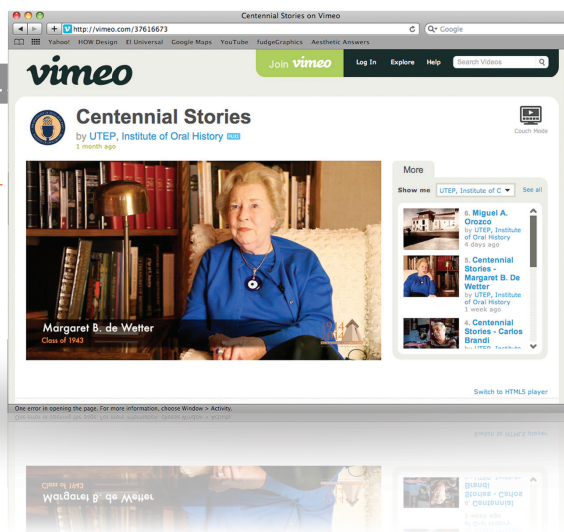 Centennial Stories on Vimeo
http://vimeo.com/37616673
Google
Yahoo! HOW Design El Universal Google Maps YouTube fudgeGraphics Aesthetic Answers
vimeo
Join vimeo Log In Explore Help Search Videos
Centennial Stories
by UTEP, Institute of Oral History PLUS
1 month ago
Couch Mode
Margaret B. de Wetter
Class of 1943
More
Show me UTEP, Institute of C See all
6. Miguel A.
Orozco
by UTEP, Institute
of Oral History
4 days ago
5. Centennial
Stories -
Margaret B. De
Wetter
by UTEP, Institute
of Oral History
1 week ago
4. Centennial
Stories - Carlos
Brandi
by UTEP, Institute
Switch to HTML5 player
One error in opening the page. For more information, choose Window > Activity.